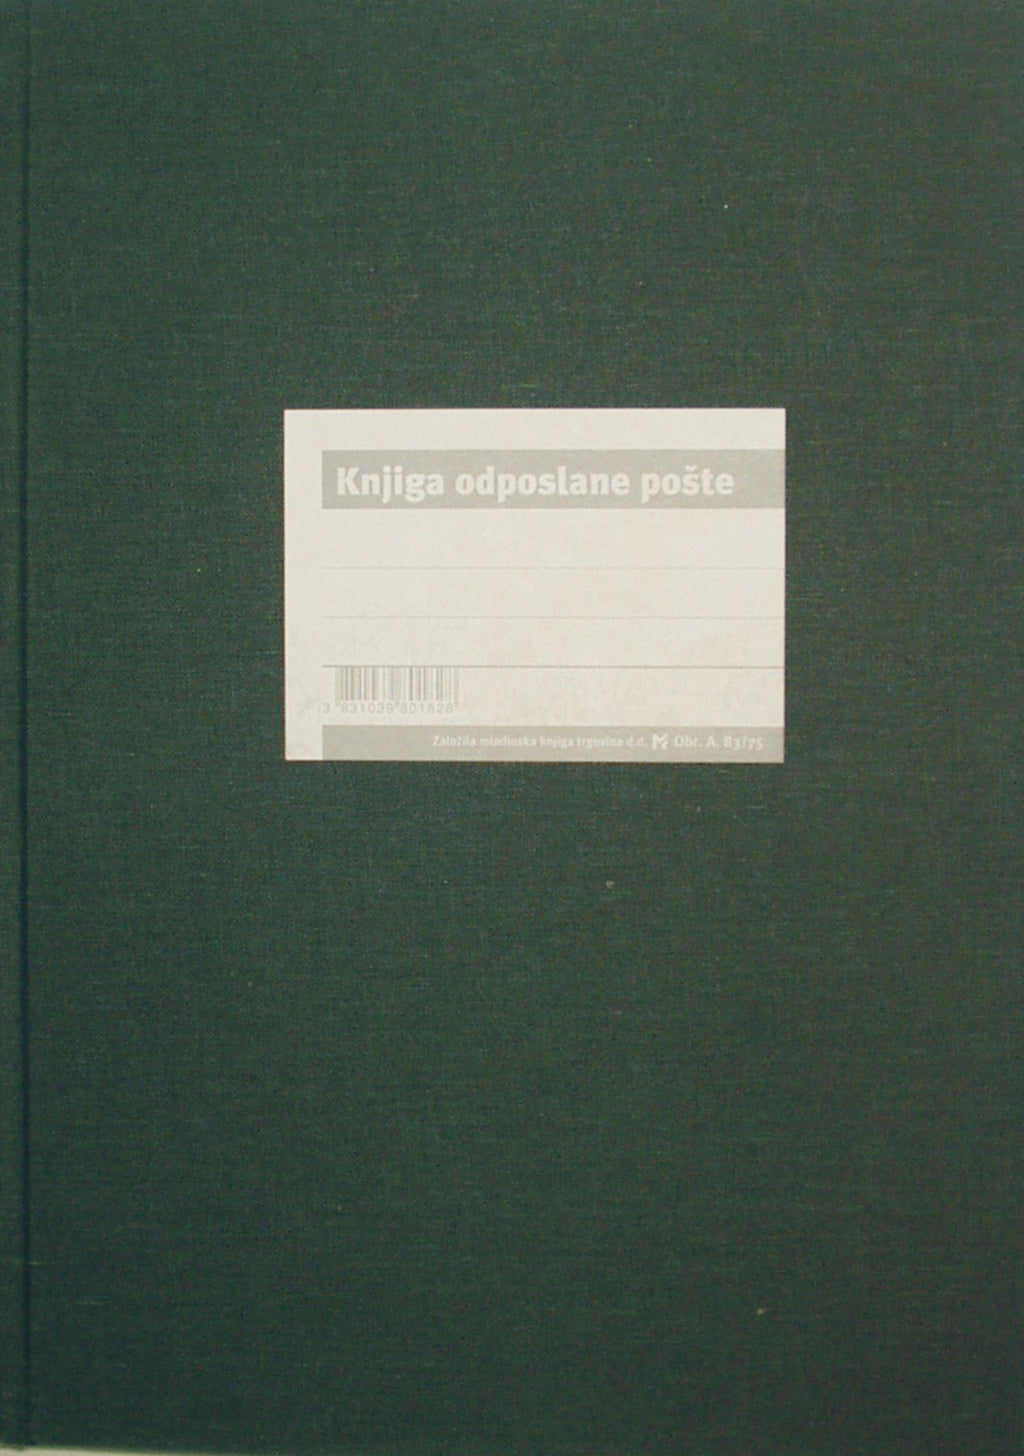 Knjiga odposlane pošte
3 831039 801828
Založila mladinska knjiga trgovina d.d. Obr. A. 83/75